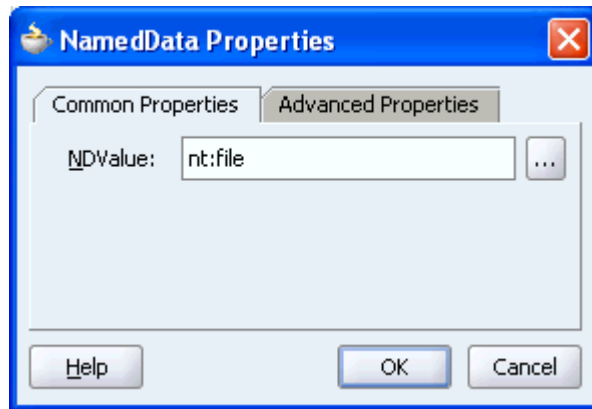 NamedData Properties
Common Properties Advanced Properties
NDValue: nt:file ...
Help OK Cancel